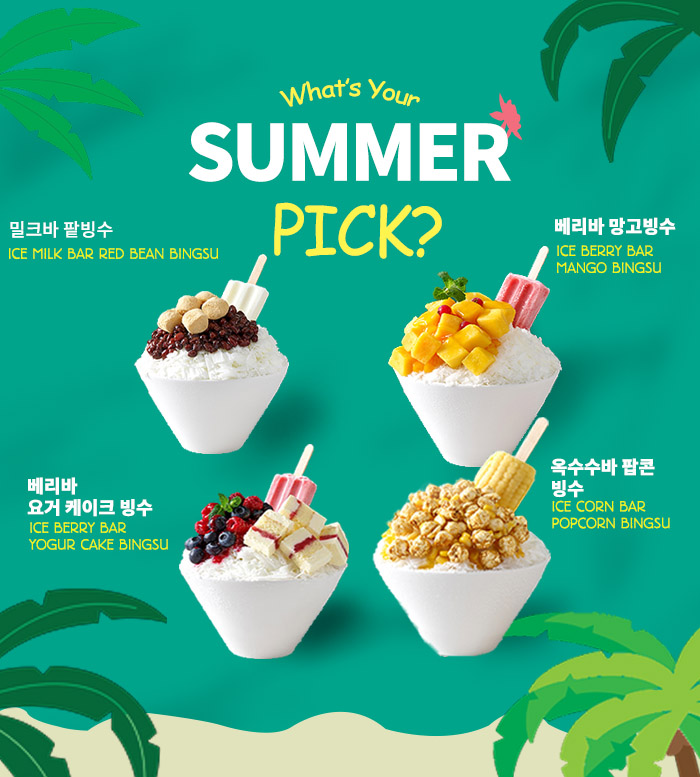 What's Your
SUMMER
PICK?
밀크바 팥빙수
ICE MILK BAR RED BEAN BINGSU
베리바 망고빙수
ICE BERRY BAR
MANGO BINGSU
베리바
요거 케이크 빙수
ICE BERRY BAR
YOGUR CAKE BINGSU
옥수수바 팝콘
빙수
ICE CORN BAR
POPCORN BINGSU